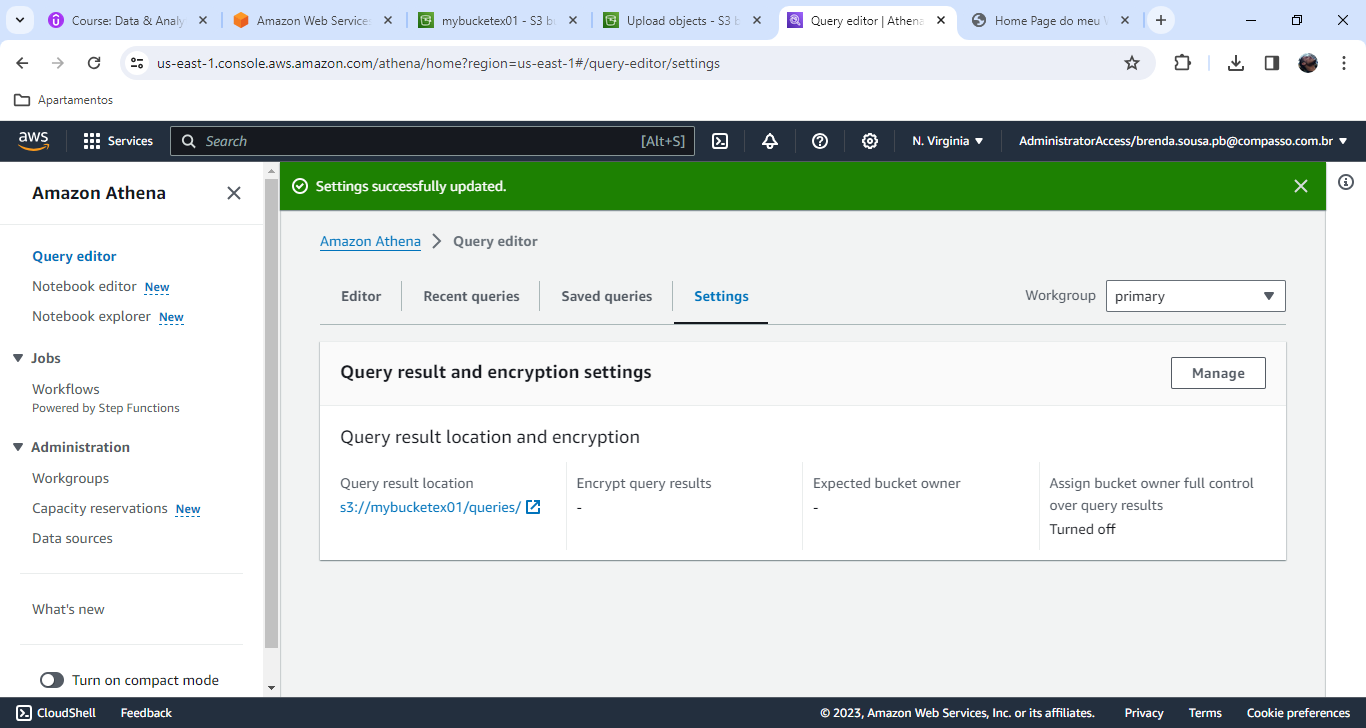 Course: Data & Analy
Amazon Web Service
mybucketex01 - S3 bu
Upload objects - S3 b
Query editor | Athena
Home Page do meu
us-east-1.console.aws.amazon.com/athena/home?region=us-east-1#/query-editor/settings
Apartamentos
aws
Services
Search
[Alt+S]
N. Virginia
AdministratorAccess/brenda.sousa.pb@compasso.com.br
Amazon Athena
Settings successfully updated.
Amazon Athena
Query editor
Query editor
Notebook editor New
Notebook explorer New
Jobs
Workflows
Powered by Step Functions
Administration
Workgroups
Capacity reservations New
Data sources
What's new
Turn on compact mode
Editor
Recent queries
Saved queries
Settings
Workgroup
primary
Query result and encryption settings
Manage
Query result location and encryption
Query result location
s3://mybucketex01/queries/
Encrypt query results
-
Expected bucket owner
-
Assign bucket owner full control
over query results
Turned off
CloudShell
Feedback
© 2023, Amazon Web Services, Inc. or its affiliates.
Privacy
Terms
Cookie preferences